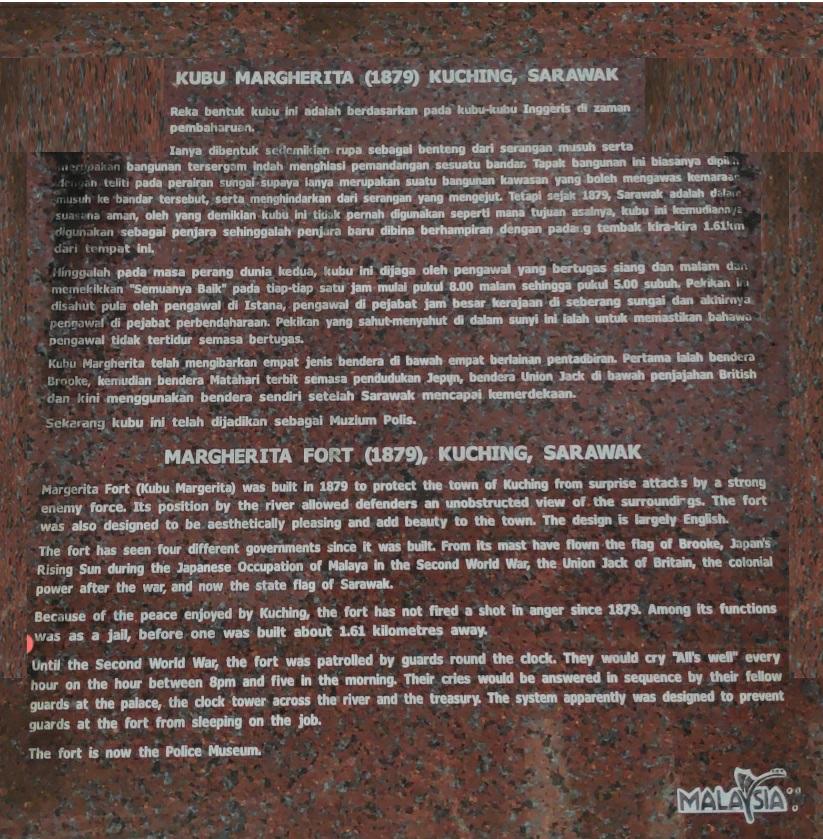 KUBU MARGHERITA (1879) KUCHING, SARAWAK
Reka bentuk kubu ini adalah berdasarkan pada kubu-kubu Inggeris di zaman
pembaharuan.
Ianya dibentuk sedemikian rupa sebagai benteng dari serangan musuh serta
merupakan bangunan tersergam indah menghiasi pemandangan sesuatu bandar. Tapak bangunan ini biasanya dipilih
dengan teliti pada perairan sungai supaya ianya merupakan suatu bangunan kawasan yang boleh mengawas kemaraan
musuh ke bandar tersebut, serta menghindarkan dari serangan yang mengejut. Tetapi sejak 1879, Sarawak adalah dalam
suasana aman, oleh yang demikian kubu ini tidak pernah digunakan seperti mana tujuan asalnya, kubu ini kemudiannya
digunakan sebagai penjara sehinggalah penjara baru dibina berhampiran dengan padang tembak kira-kira 1.61km
dari tempat ini.
Hinggalah pada masa perang dunia kedua, kubu ini dijaga oleh pengawal yang bertugas siang dan malam dan
memekikkan "Semuanya Baik" pada tiap-tiap satu jam mulai pukul 8.00 malam sehingga pukul 5.00 subuh. Pekikan ini
disahut pula oleh pengawal di Istana, pengawal di pejabat jam besar kerajaan di seberang sungai dan akhirnya
pengawal di pejabat perbendaharaan. Pekikan yang sahut-menyahut di dalam sunyi ini ialah untuk memastikan bahawa
pengawal tidak tertidur semasa bertugas.
Kubu Margherita telah mengibarkan empat jenis bendera di bawah empat berlainan pentadbiran. Pertama ialah bendera
Brooke, kemudian bendera Matahari terbit semasa pendudukan Jepun, bendera Union Jack di bawah penjajahan British
dan kini menggunakan bendera sendiri setelah Sarawak mencapai kemerdekaan.
Sekarang kubu ini telah dijadikan sebagai Muzium Polis.
MARGHERITA FORT (1879), KUCHING, SARAWAK
Margerita Fort (Kubu Margerita) was built in 1879 to protect the town of Kuching from surprise attacks by a strong
enemy force. Its position by the river allowed defenders an unobstructed view of the surroundings. The fort
was also designed to be aesthetically pleasing and add beauty to the town. The design is largely English.
The fort has seen four different governments since it was built. From its mast have flown the flag of Brooke, Japan's
Rising Sun during the Japanese Occupation of Malaya in the Second World War, the Union Jack of Britain, the colonial
power after the war, and now the state flag of Sarawak.
Because of the peace enjoyed by Kuching, the fort has not fired a shot in anger since 1879. Among its functions
was as a jail, before one was built about 1.61 kilometres away.
Until the Second World War, the fort was patrolled by guards round the clock. They would cry "All's well" every
hour on the hour between 8pm and five in the morning. Their cries would be answered in sequence by their fellow
guards at the palace, the clock tower across the river and the treasury. The system apparently was designed to prevent
guards at the fort from sleeping on the job.
The fort is now the Police Museum.
MALAYSIA